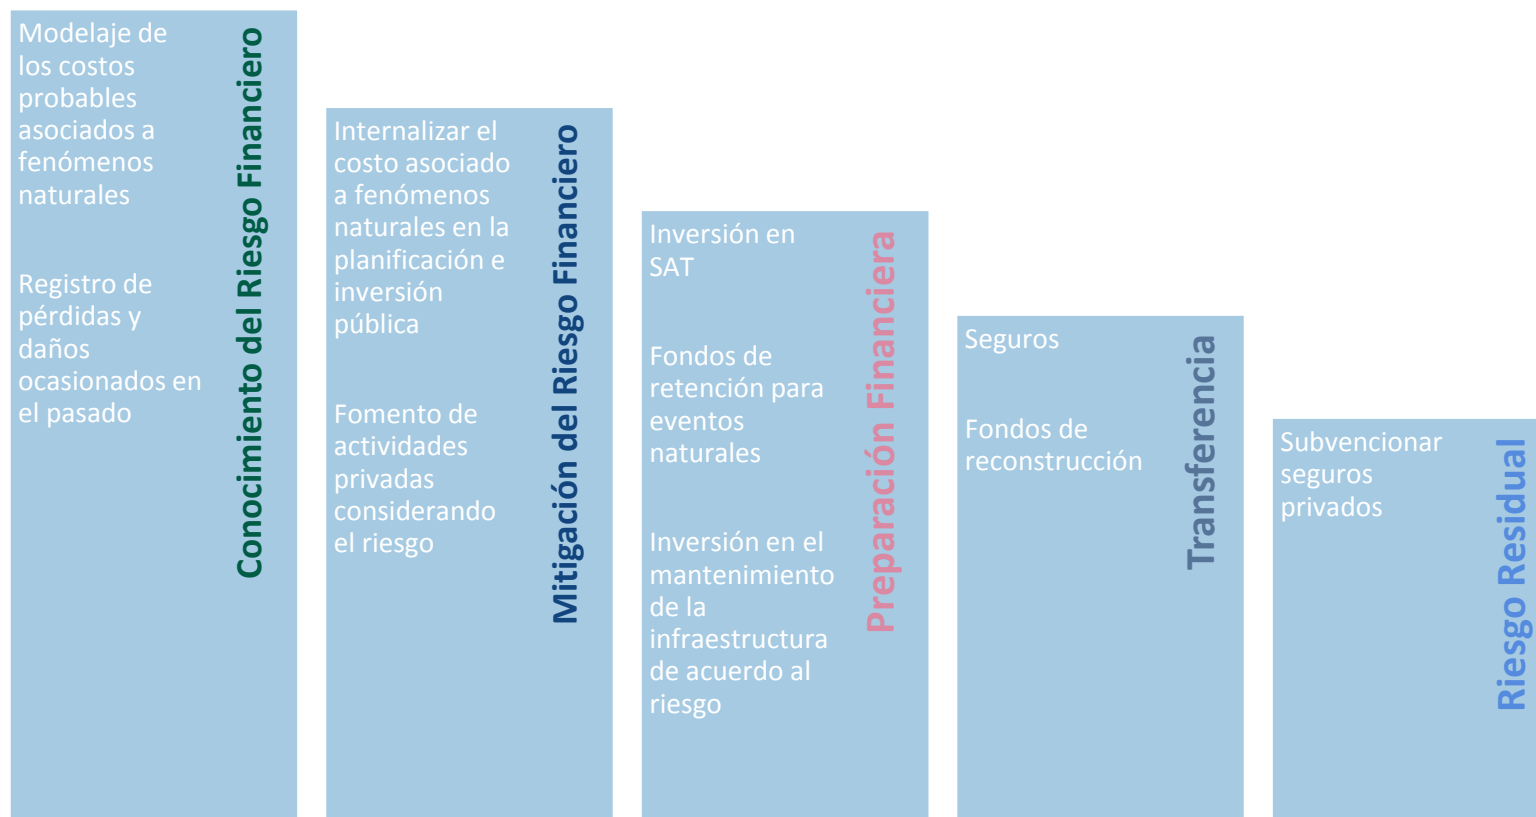 Modelaje de
los costos
probables
asociados a
fenómenos
naturales
Registro de
pérdidas y
daños
ocasionados en
el pasado
Conocimiento del Riesgo Financiero
Internalizar el
costo asociado
a fenómenos
naturales en la
planificación e
inversión
pública
Fomento de
actividades
privadas
considerando
el riesgo
Mitigación del Riesgo Financiero
Inversión en
SAT
Fondos de
retención para
eventos
naturales
Inversión en el
mantenimiento
de la
infraestructura
de acuerdo al
riesgo
Preparación Financiera
Seguros
Fondos de
reconstrucción
Transferencia
Subvencionar
seguros
privados
Riesgo Residual